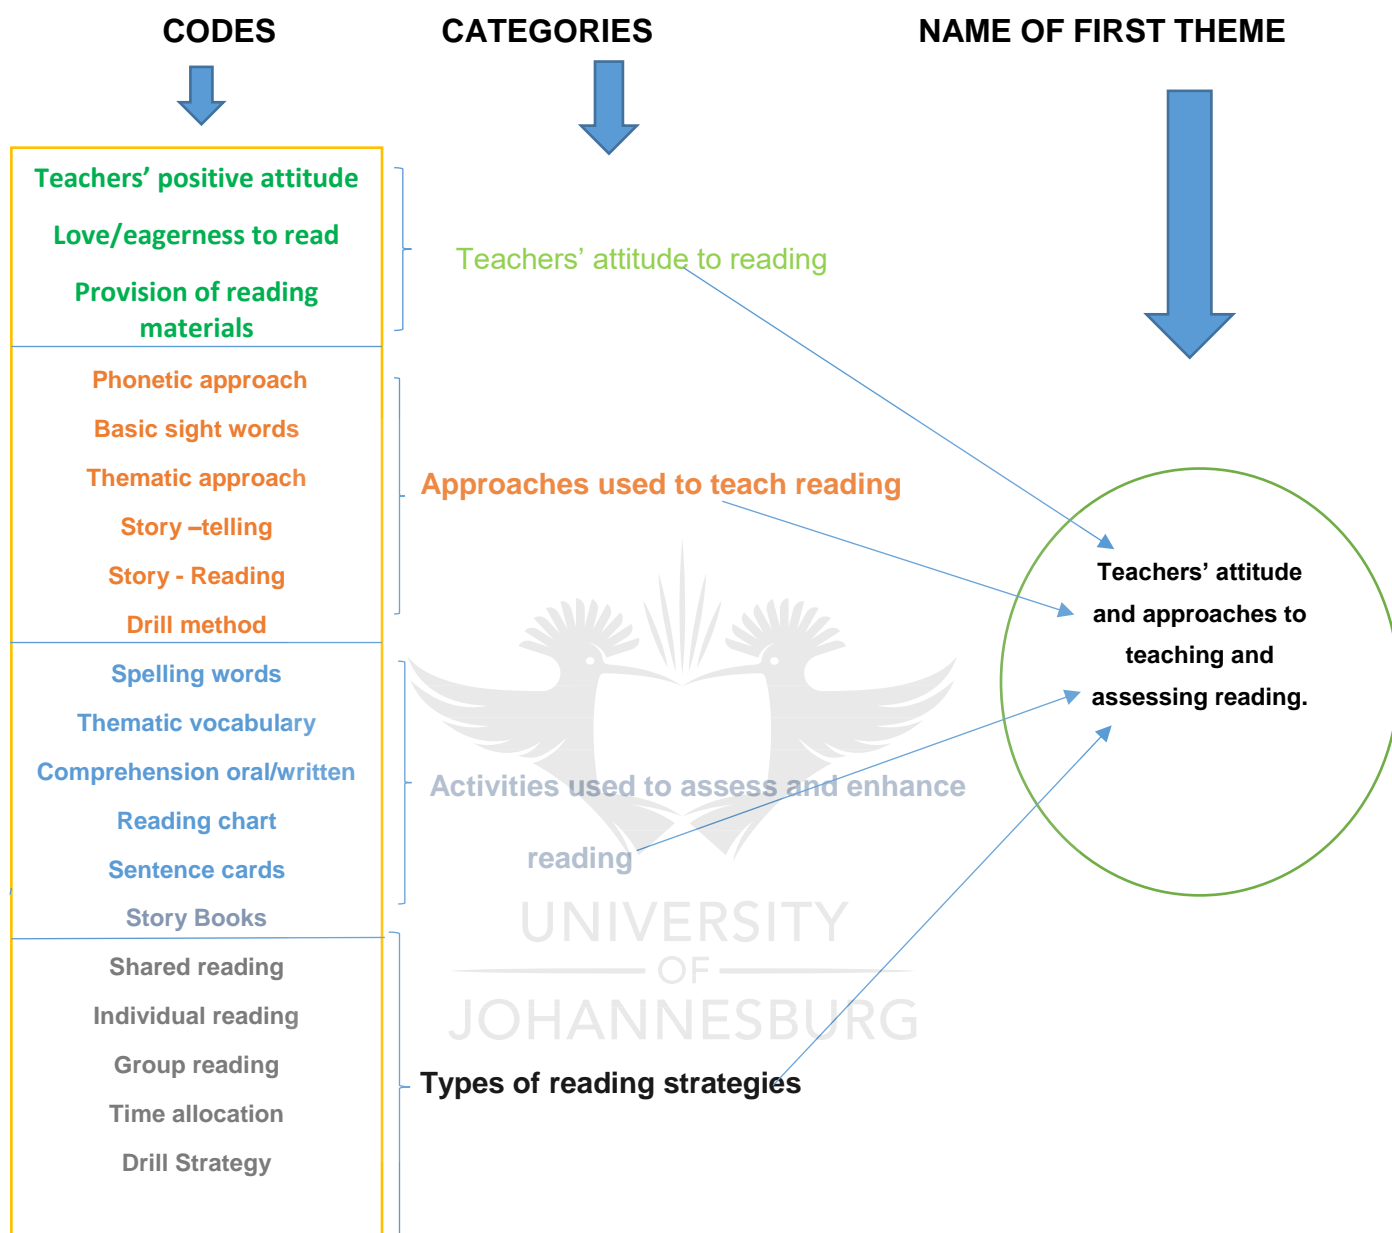 CODES
CATEGORIES
NAME OF FIRST THEME
Teachers’ positive attitude
Love/eagerness to read
Provision of reading
materials
Phonetic approach
Basic sight words
Thematic approach
Story –telling
Story - Reading
Drill method
Spelling words
Thematic vocabulary
Comprehension oral/written
Reading chart
Sentence cards
Story Books
Shared reading
Individual reading
Group reading
Time allocation
Drill Strategy
Teachers’ attitude to reading
Approaches used to teach reading
Activities used to assess and enhance
reading
Types of reading strategies
Teachers’ attitude
and approaches to
teaching and
assessing reading.
UNIVERSITY
OF
JOHANNESBURG